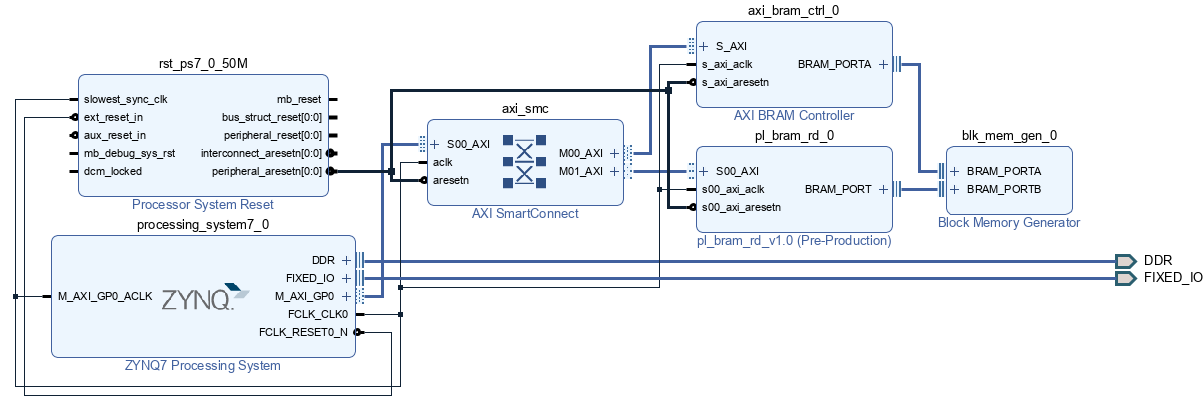 rst_ps7_0_50M
slowest_sync_clk
ext_reset_in
aux_reset_in
mb_debug_sys_rst
dcm_locked
mb_reset
bus_struct_reset[0:0]
peripheral_reset[0:0]
interconnect_aresetn[0:0]
peripheral_aresetn[0:0]
Processor System Reset
processing_system7_0
M_AXI_GP0_ACLK
ZYNQ
DDR
FIXED_IO
M_AXI_GP0
FCLK_CLK0
FCLK_RESET0_N
ZYNQ7 Processing System
axi_smc
S00_AXI
aclk
aresetn
M00_AXI
M01_AXI
AXI SmartConnect
axi_bram_ctrl_0
S_AXI
s_axi_aclk
s_axi_aresetn
BRAM_PORTA
AXI BRAM Controller
pl_bram_rd_0
S00_AXI
s00_axi_aclk
s00_axi_aresetn
BRAM_PORT
pl_bram_rd_v1.0 (Pre-Production)
blk_mem_gen_0
BRAM_PORTA
BRAM_PORTB
Block Memory Generator
DDR
FIXED_IO